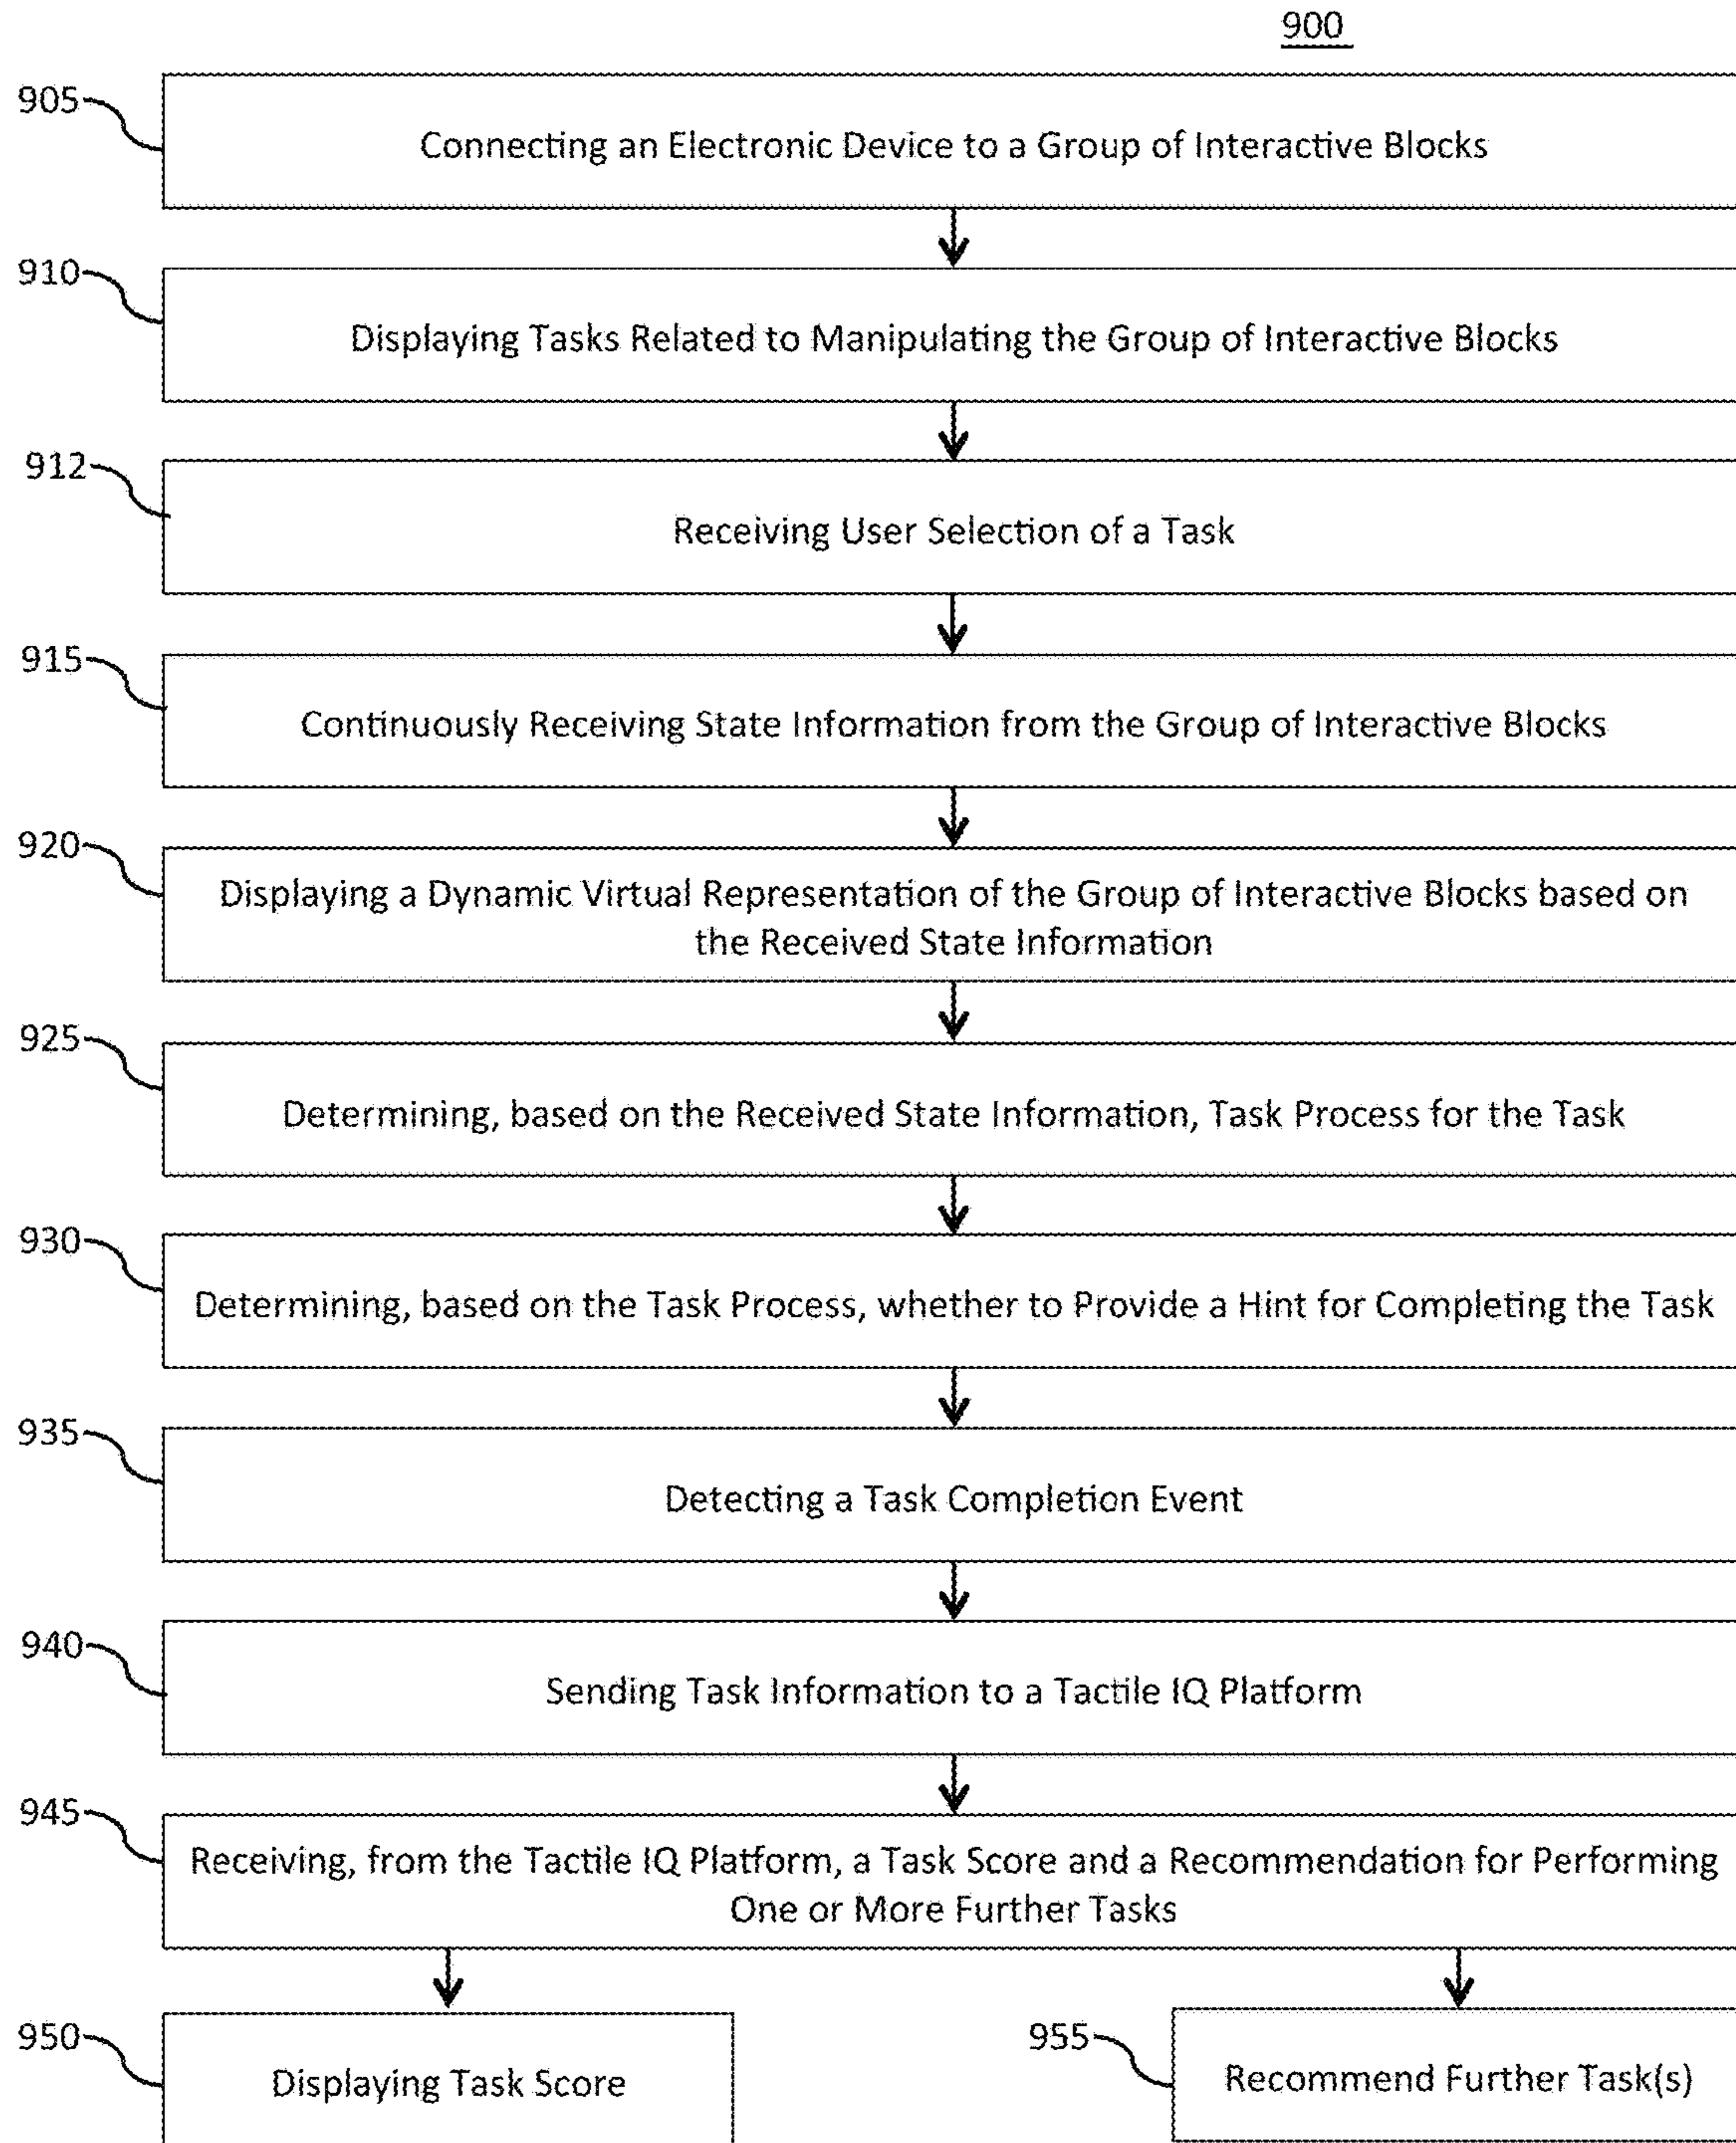 900
905
Connecting an Electronic Device to a Group of Interactive Blocks
910
Displaying Tasks Related to Manipulating the Group of Interactive Blocks
912
Receiving User Selection of a Task
915
Continuously Receiving State Information from the Group of Interactive Blocks
920
Displaying a Dynamic Virtual Representation of the Group of Interactive Blocks based on
the Received State Information
925
Determining, based on the Received State Information, Task Process for the Task
930
Determining, based on the Task Process, whether to Provide a Hint for Completing the Task
935
Detecting a Task Completion Event
940
Sending Task Information to a Tactile IQ Platform
945
Receiving, from the Tactile IQ Platform, a Task Score and a Recommendation for Performing
One or More Further Tasks
950
Displaying Task Score
955
Recommend Further Task(s)